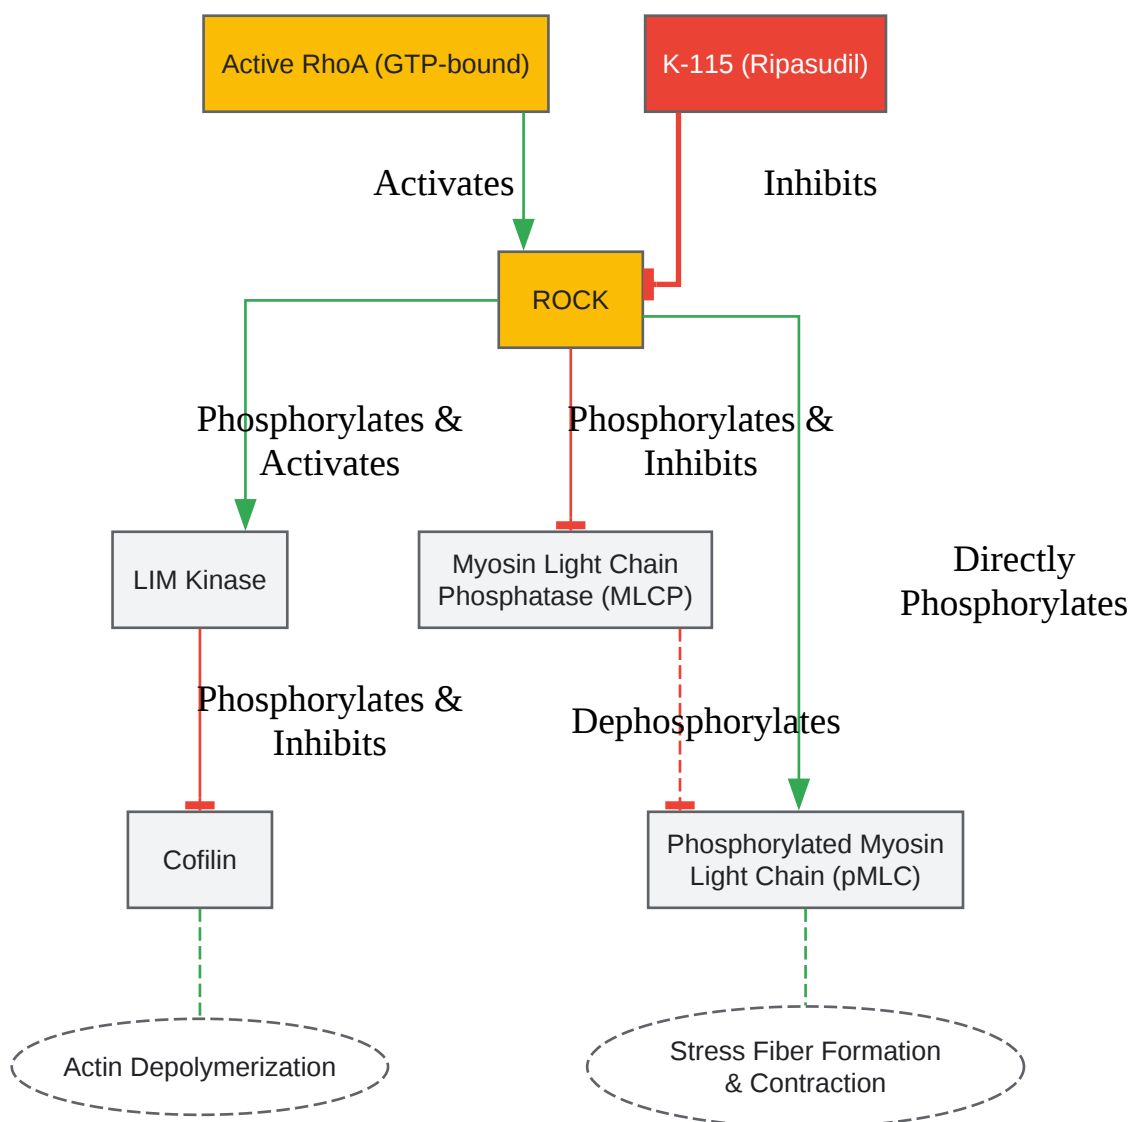 Active RhoA (GTP-bound)
K-115 (Ripasudil)
Activates
Inhibits
ROCK
Phosphorylates &
Activates
Phosphorylates &
Inhibits
Directly
Phosphorylates
LIM Kinase
Myosin Light Chain
Phosphatase (MLCP)
Phosphorylates &
Inhibits
Dephosphorylates
Cofilin
Phosphorylated Myosin
Light Chain (pMLC)
Actin Depolymerization
Stress Fiber Formation
& Contraction